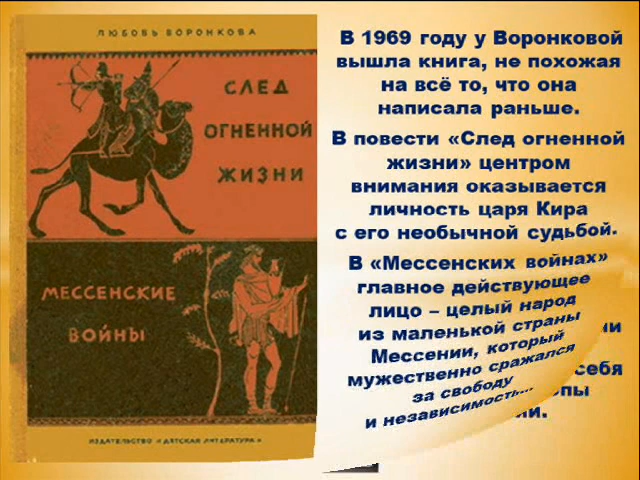 ЛЮБОВЬ ВОРОНКОВА
СЛЕД
ОГНЕННОЙ
ЖИЗНИ
МЕССЕНСКИЕ
ВОЙНЫ
ИЗДАТЕЛЬСТВО «ДЕТСКАЯ ЛИТЕРАТУРА»
В 1969 году у Воронковой
вышла книга, не похожая
на всё то, что она
написала раньше.
В повести «След огненной
жизни» центром
внимания оказывается
личность царя Кира
с его необычной судьбой.
В «Мессенских войнах»
главное действующее
лицо – целый народ
из маленькой страны
Мессении, который
мужественно сражался
за свободу
и независимость...
себя